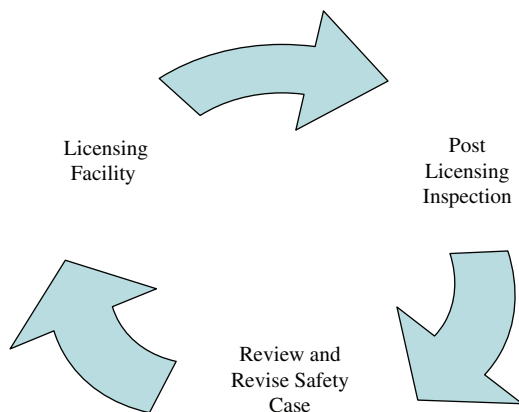 Licensing
Facility
Post
Licensing
Inspection
Review and
Revise Safety
Case